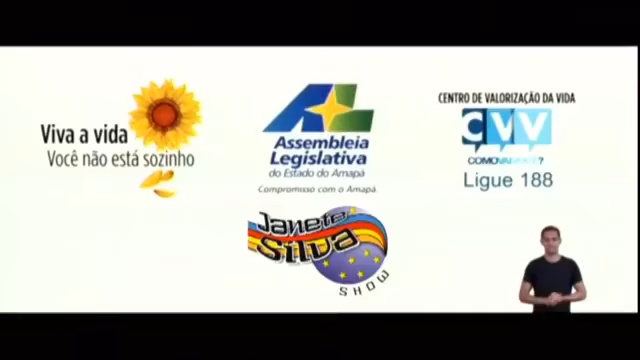 Viva a vida
Você não está sozinho
Assembleia
Legislativa
do Estado do Amapá
Compromisso com o Amapá
CENTRO DE VALORIZAÇÃO DA VIDA
CVV
COMO VAI VOCÊ?
Ligue 188
Janete
Silva
SHOW